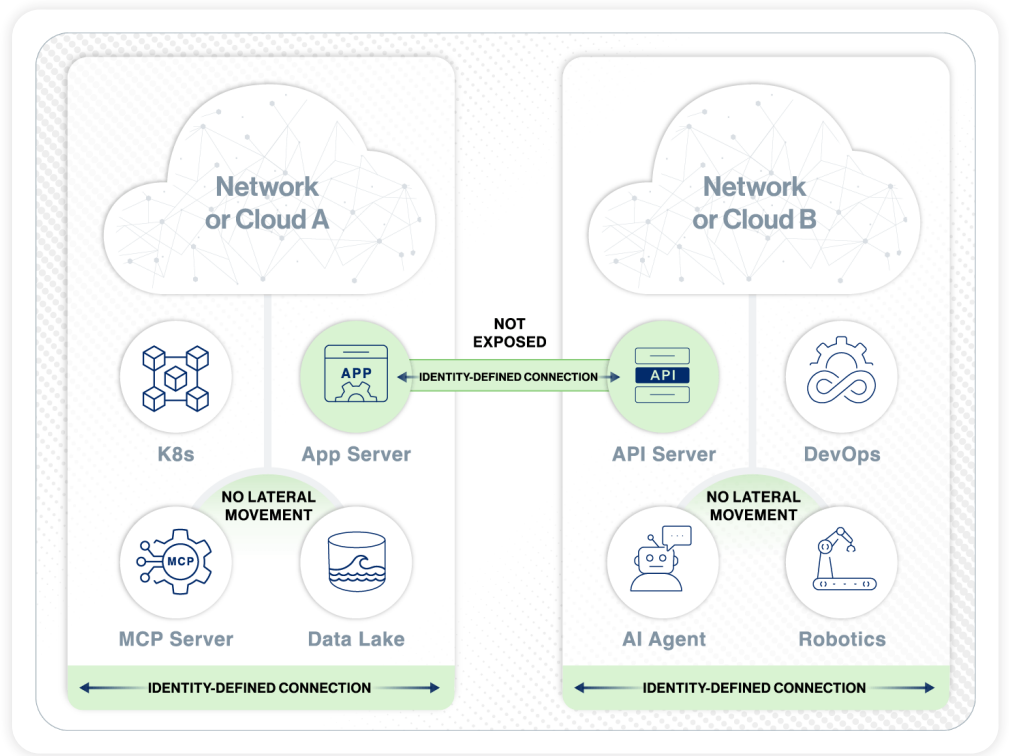 Network
or Cloud A
Network
or Cloud B
NOT
EXPOSED
APP
IDENTITY-DEFINED CONNECTION
API
K8s
App Server
API Server
DevOps
NO LATERAL
MOVEMENT
NO LATERAL
MOVEMENT
MCP
MCP Server
Data Lake
AI Agent
Robotics
IDENTITY-DEFINED CONNECTION
IDENTITY-DEFINED CONNECTION